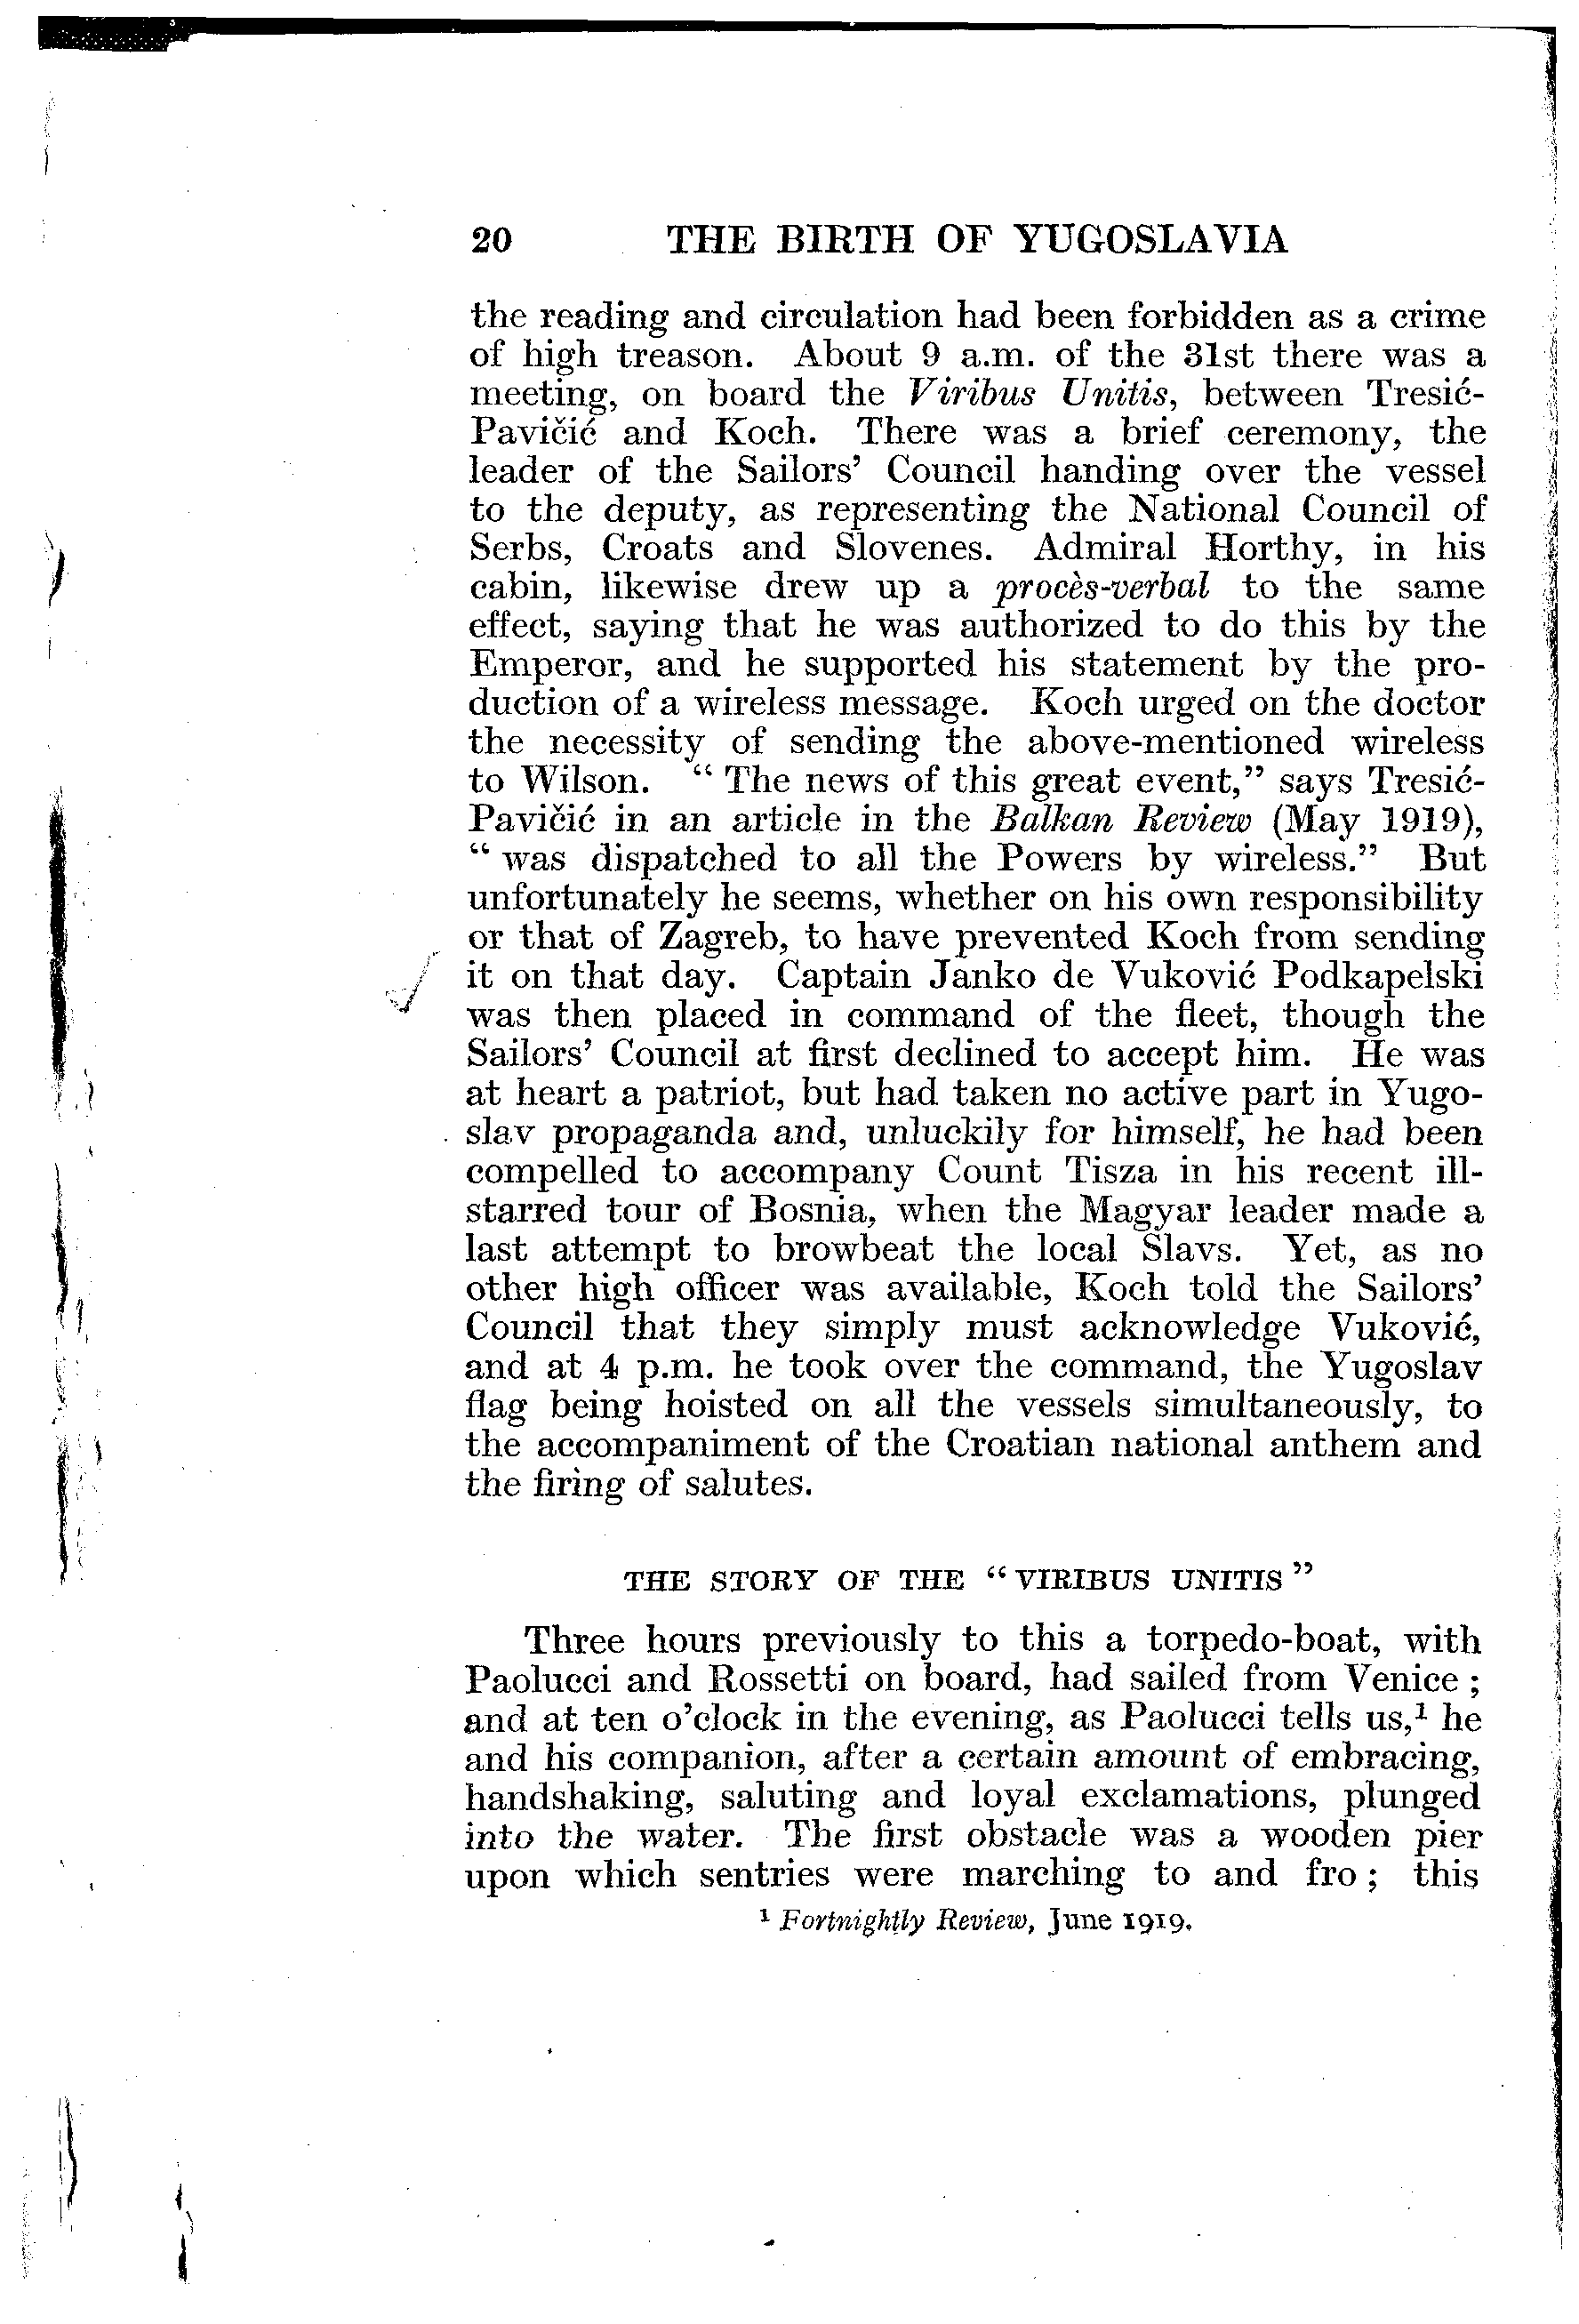 20 THE BIRTH OF YUGOSLAVIA
the reading and circulation had been forbidden as a crime
of high treason. About 9 a.m. of the 31st there was a
meeting, on board the Viribus Unitis, between Tresić-
Pavičić and Koch. There was a brief ceremony, the
leader of the Sailors’ Council handing over the vessel
to the deputy, as representing the National Council of
Serbs, Croats and Slovenes. Admiral Horthy, in his
cabin, likewise drew up a procès-verbal to the same
effect, saying that he was authorized to do this by the
Emperor, and he supported his statement by the pro-
duction of a wireless message. Koch urged on the doctor
the necessity of sending the above-mentioned wireless
to Wilson. “ The news of this great event,” says Tresić-
Pavičić in an article in the Balkan Review (May 1919),
“ was dispatched to all the Powers by wireless.” But
unfortunately he seems, whether on his own responsibility
or that of Zagreb, to have prevented Koch from sending
it on that day. Captain Janko de Vuković Podkapelski
was then placed in command of the fleet, though the
Sailors’ Council at first declined to accept him. He was
at heart a patriot, but had taken no active part in Yugo-
slav propaganda and, unluckily for himself, he had been
compelled to accompany Count Tisza in his recent ill-
starred tour of Bosnia, when the Magyar leader made a
last attempt to browbeat the local Slavs. Yet, as no
other high officer was available, Koch told the Sailors’
Council that they simply must acknowledge Vuković,
and at 4 p.m. he took over the command, the Yugoslav
flag being hoisted on all the vessels simultaneously, to
the accompaniment of the Croatian national anthem and
the firing of salutes.
THE STORY OF THE “ VIRIBUS UNITIS ”
Three hours previously to this a torpedo-boat, with
Paolucci and Rossetti on board, had sailed from Venice ;
and at ten o’clock in the evening, as Paolucci tells us,¹ he
and his companion, after a certain amount of embracing,
handshaking, saluting and loyal exclamations, plunged
into the water. The first obstacle was a wooden pier
upon which sentries were marching to and fro ; this
¹ Fortnightly Review, June 1919.